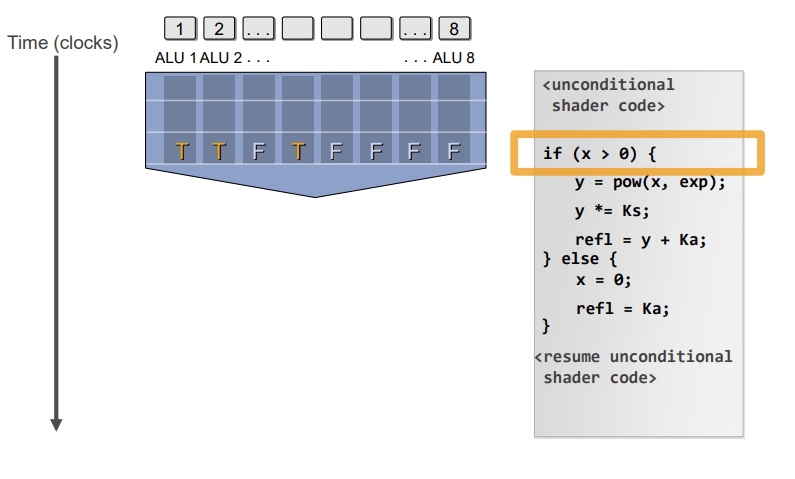 1 2 ... ... 8
Time (clocks)
ALU 1 ALU 2 . . . . . . ALU 8
T T F T F F F F
<unconditional
shader code>
if (x > 0) {
y = pow(x, exp);
y *= Ks;
refl = y + Ka;
} else {
x = 0;
refl = Ka;
}
<resume unconditional
shader code>